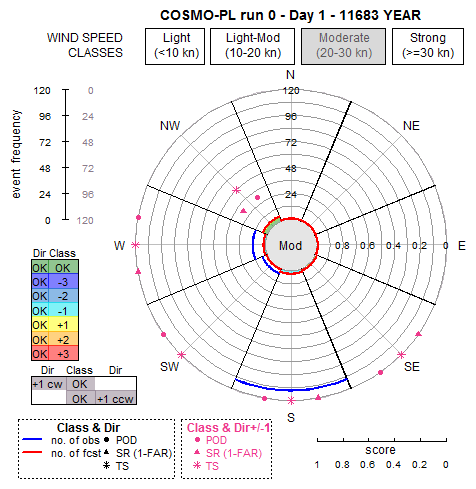 COSMO-PL run 0 - Day 1 - 11683 YEAR
WIND SPEED
CLASSES
Light
(<10 kn)
Light-Mod
(10-20 kn)
Moderate
(20-30 kn)
Strong
(>=30 kn)
event frequency
120 0
96 24
72 48
48 72
24 96
0 120
N
NE
E
SE
S
SW
W
NW
120
96
72
48
24
Mod
0.8 0.6 0.4 0.2 0
Dir Class
OK OK
OK -3
OK -2
OK -1
OK +1
OK +2
OK +3
Dir Class Dir
+1 cw OK
OK +1 ccw
Class & Dir
no. of obs POD
no. of fcst SR (1-FAR)
TS
Class & Dir+/-1
POD
SR (1-FAR)
TS
score
1 0.8 0.6 0.4 0.2 0